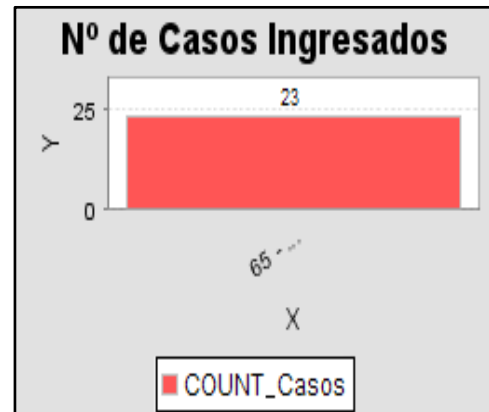 Nº de Casos Ingresados
23
25
Y
0
65 - ...
X
COUNT_Casos